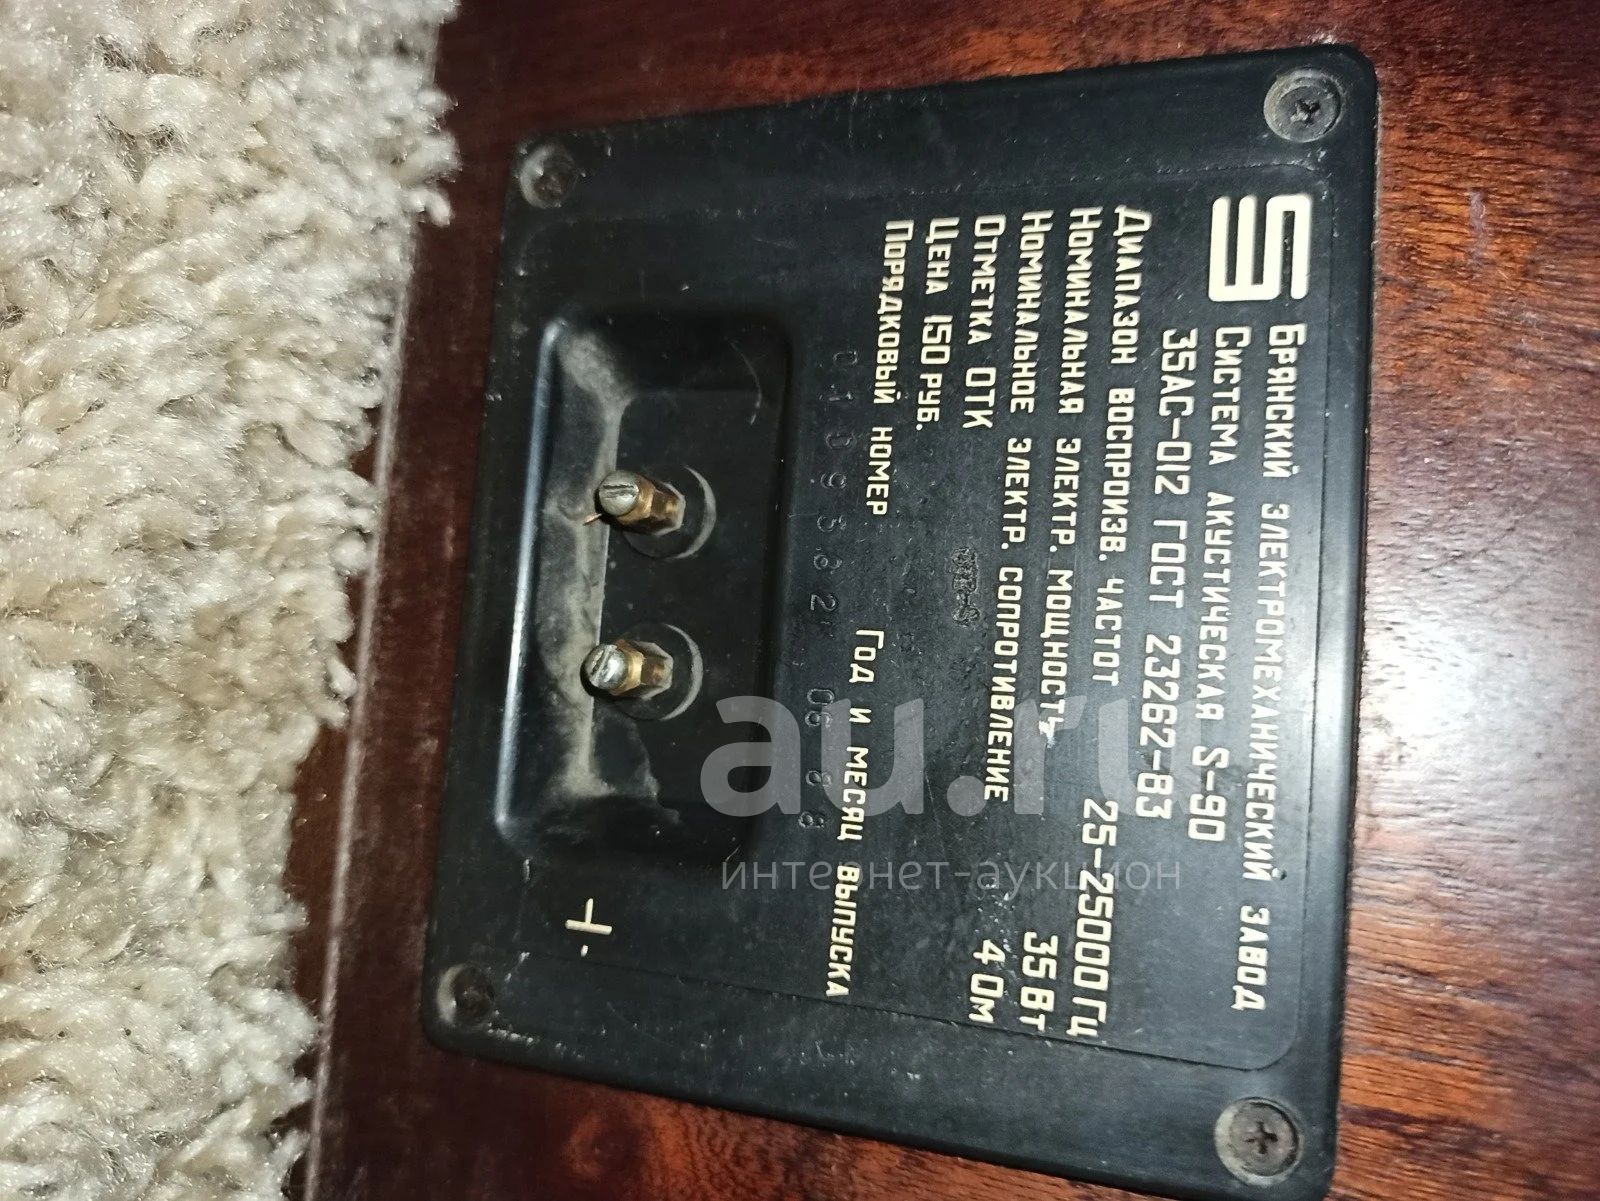 Брянский электромеханический завод
Система акустическая S-90
35АС-012 ГОСТ 23262-83
Диапазон воспроизв. частот 25-25000 Гц
Номинальная электр. мощность 35 Вт
Номинальное электр. сопротивление 4 Ом
Отметка ОТК
Цена 150 руб.
Порядковый номер Год и месяц выпуска
06 88
+
au.ru
интернет-аукцион